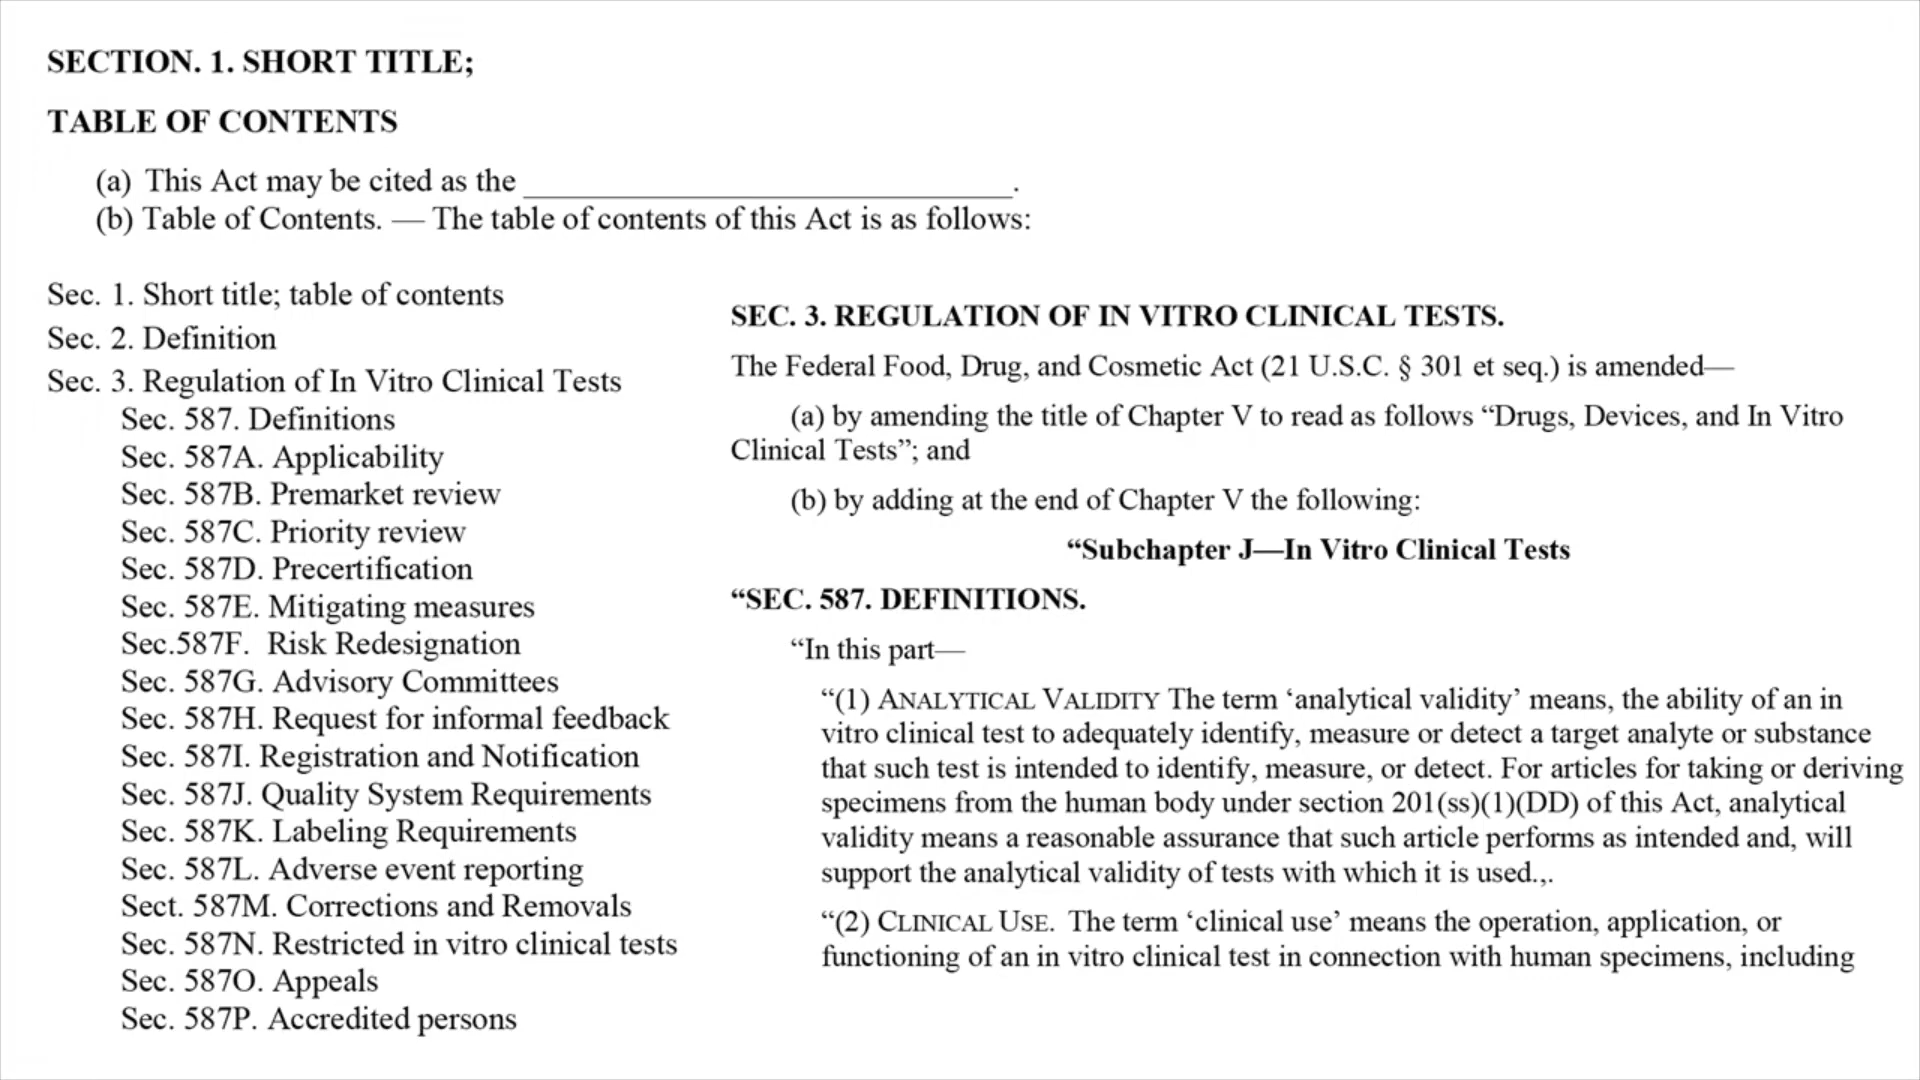 SECTION. 1. SHORT TITLE;
TABLE OF CONTENTS
(a) This Act may be cited as the ______________________________.
(b) Table of Contents. — The table of contents of this Act is as follows:
Sec. 1. Short title; table of contents
Sec. 2. Definition
Sec. 3. Regulation of In Vitro Clinical Tests
Sec. 587. Definitions
Sec. 587A. Applicability
Sec. 587B. Premarket review
Sec. 587C. Priority review
Sec. 587D. Precertification
Sec. 587E. Mitigating measures
Sec.587F.  Risk Redesignation
Sec. 587G. Advisory Committees
Sec. 587H. Request for informal feedback
Sec. 587I. Registration and Notification
Sec. 587J. Quality System Requirements
Sec. 587K. Labeling Requirements
Sec. 587L. Adverse event reporting
Sect. 587M. Corrections and Removals
Sec. 587N. Restricted in vitro clinical tests
Sec. 587O. Appeals
Sec. 587P. Accredited persons
SEC. 3. REGULATION OF IN VITRO CLINICAL TESTS.
The Federal Food, Drug, and Cosmetic Act (21 U.S.C. § 301 et seq.) is amended—
(a) by amending the title of Chapter V to read as follows “Drugs, Devices, and In Vitro
Clinical Tests”; and
(b) by adding at the end of Chapter V the following:
“Subchapter J—In Vitro Clinical Tests
“SEC. 587. DEFINITIONS.
“In this part—
“(1) ANALYTICAL VALIDITY The term ‘analytical validity’ means, the ability of an in
vitro clinical test to adequately identify, measure or detect a target analyte or substance
that such test is intended to identify, measure, or detect. For articles for taking or deriving
specimens from the human body under section 201(ss)(1)(DD) of this Act, analytical
validity means a reasonable assurance that such article performs as intended and, will
support the analytical validity of tests with which it is used.,.
“(2) CLINICAL USE.  The term ‘clinical use’ means the operation, application, or
functioning of an in vitro clinical test in connection with human specimens, including